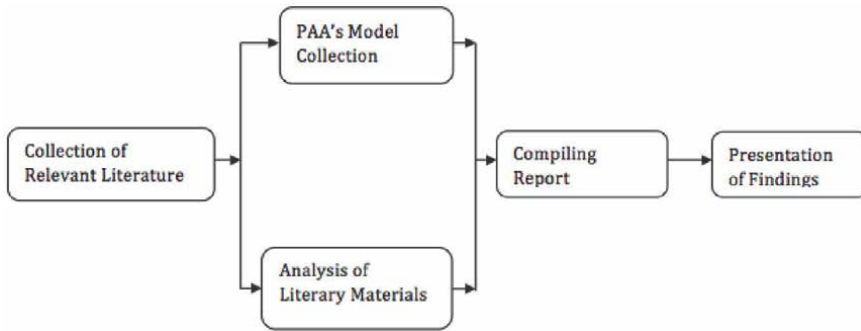 PAA's Model
Collection
Collection of
Relevant Literature
Compiling
Report
Presentation
of Findings
Analysis of
Literary Materials